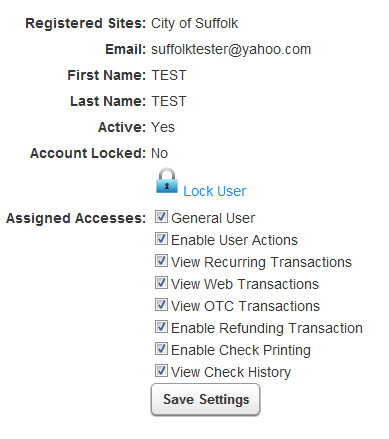 Registered Sites: City of Suffolk
Email: suffolktester@yahoo.com
First Name: TEST
Last Name: TEST
Active: Yes
Account Locked: No
Lock User
Assigned Accesses: General User
Enable User Actions
View Recurring Transactions
View Web Transactions
View OTC Transactions
Enable Refunding Transaction
Enable Check Printing
View Check History
Save Settings